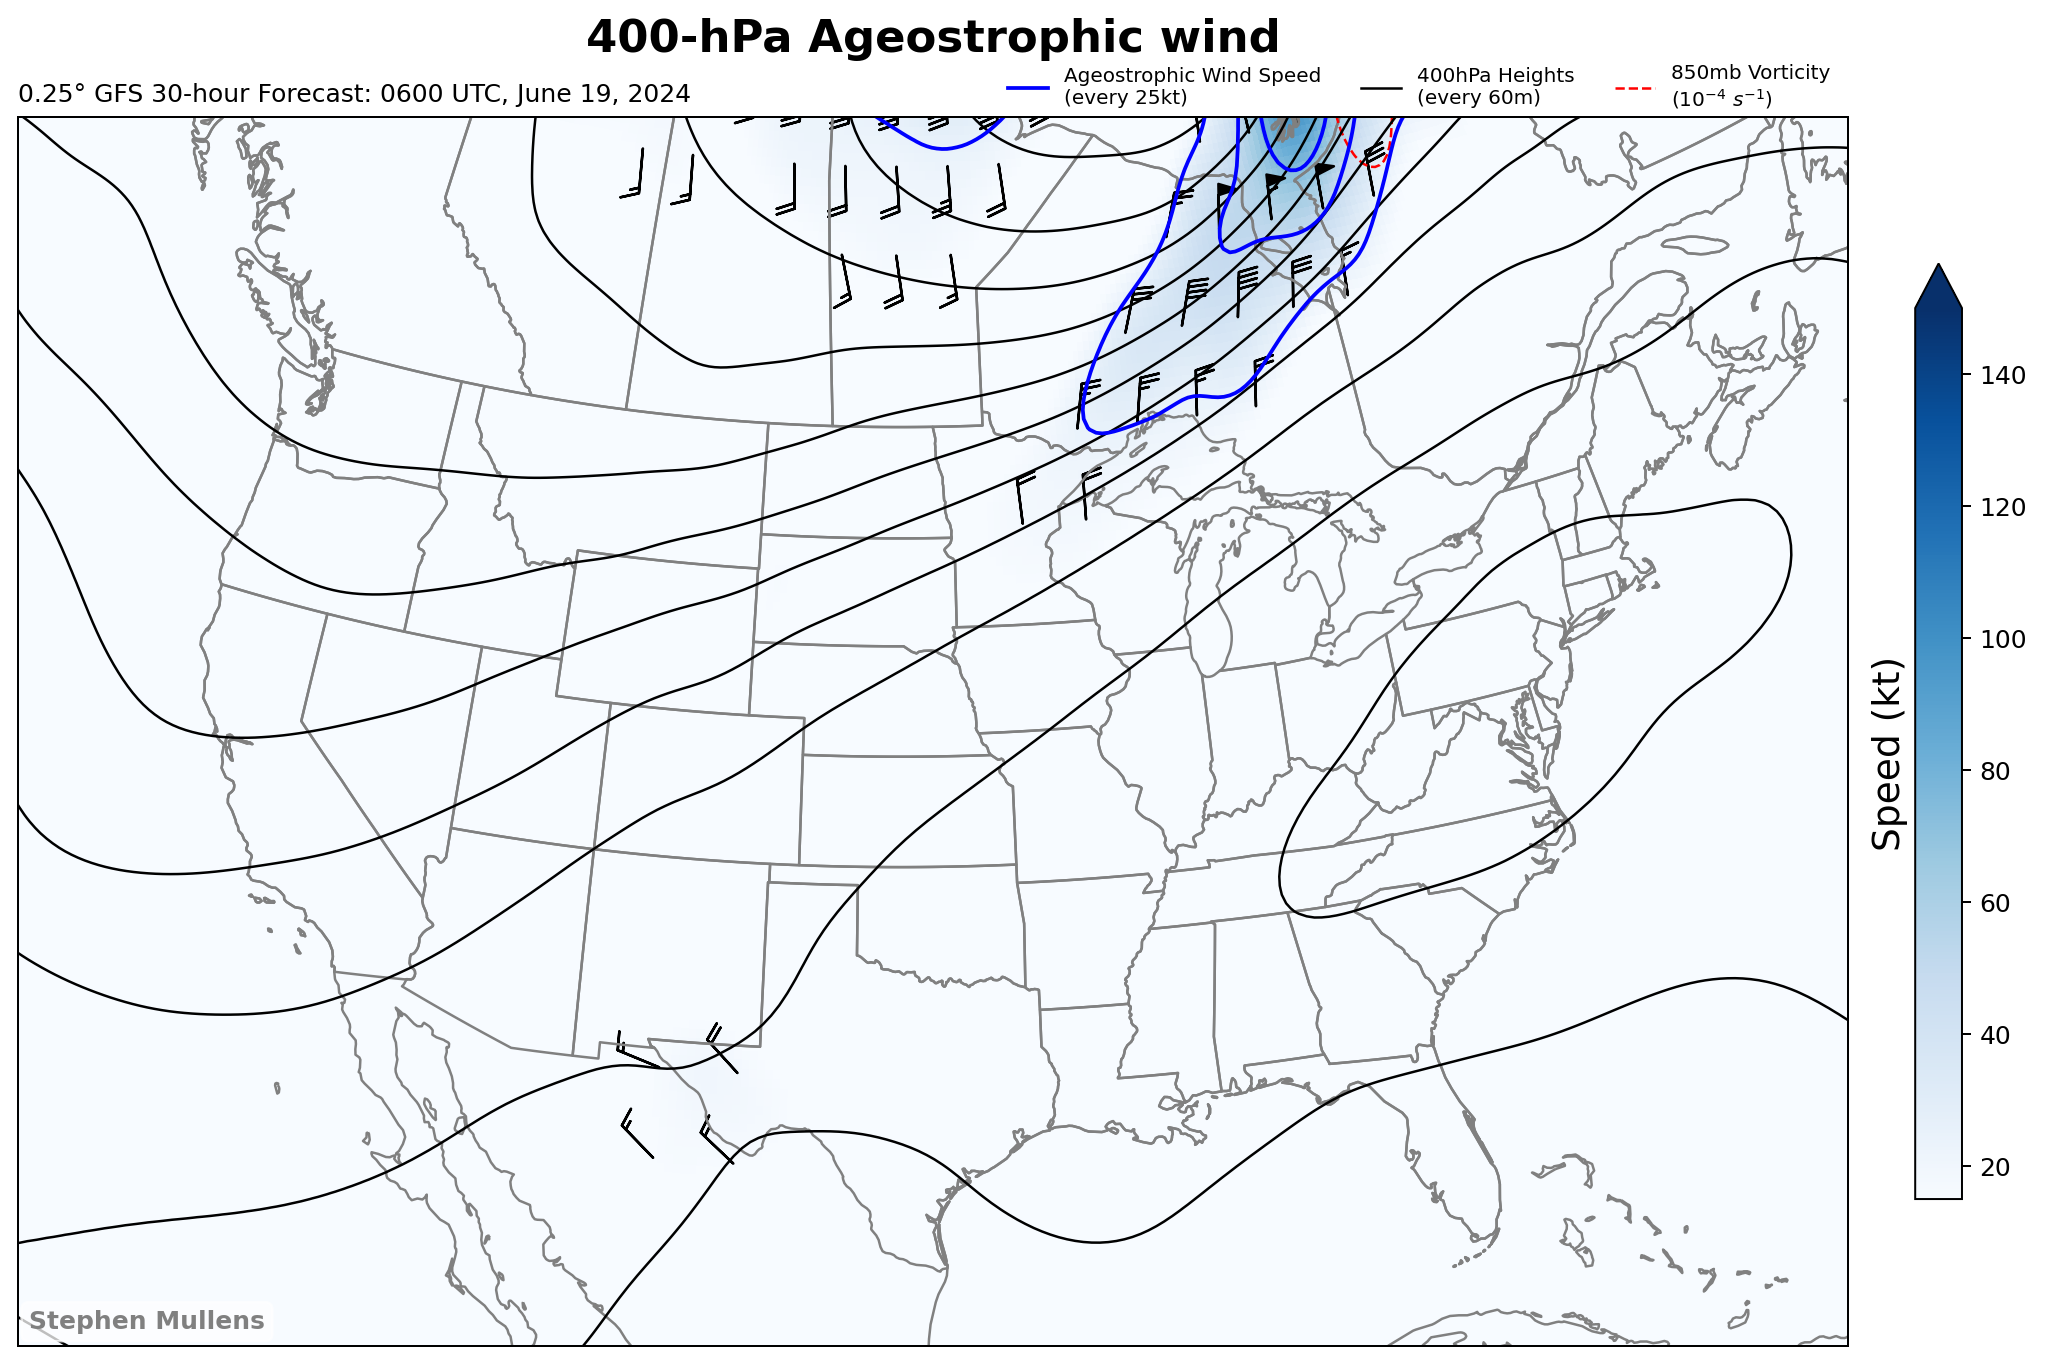 400-hPa Ageostrophic wind
0.25° GFS 30-hour Forecast: 0600 UTC, June 19, 2024
Ageostrophic Wind Speed
(every 25kt)
400hPa Heights
(every 60m)
850mb Vorticity
(10⁻⁴ s⁻¹)
140
120
100
80
60
40
20
Speed (kt)
Stephen Mullens